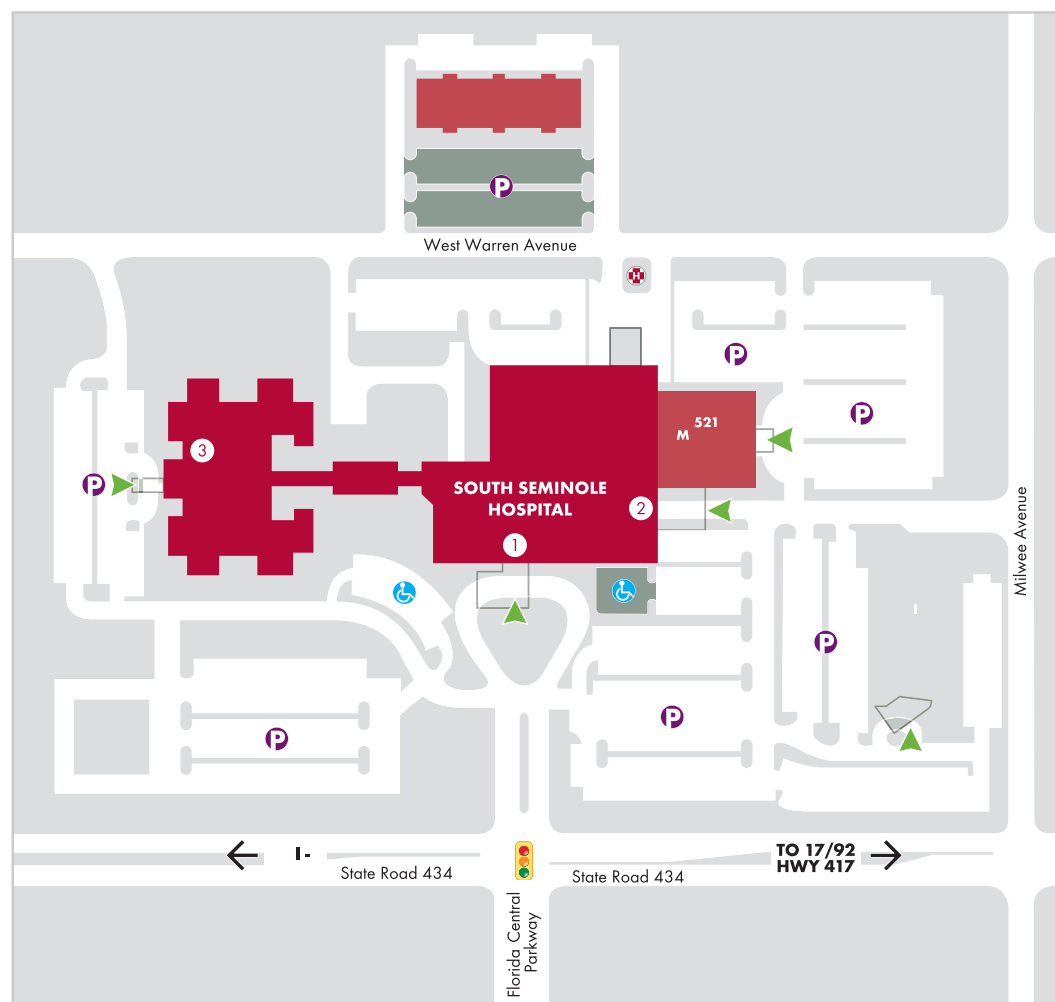 P
West Warren Avenue
H
P
P
3
521
M
P
SOUTH SEMINOLE
HOSPITAL
2
1
Milwee Avenue
P
P
P
I -
State Road 434
State Road 434
TO 17/92
HWY 417
Florida Central
Parkway